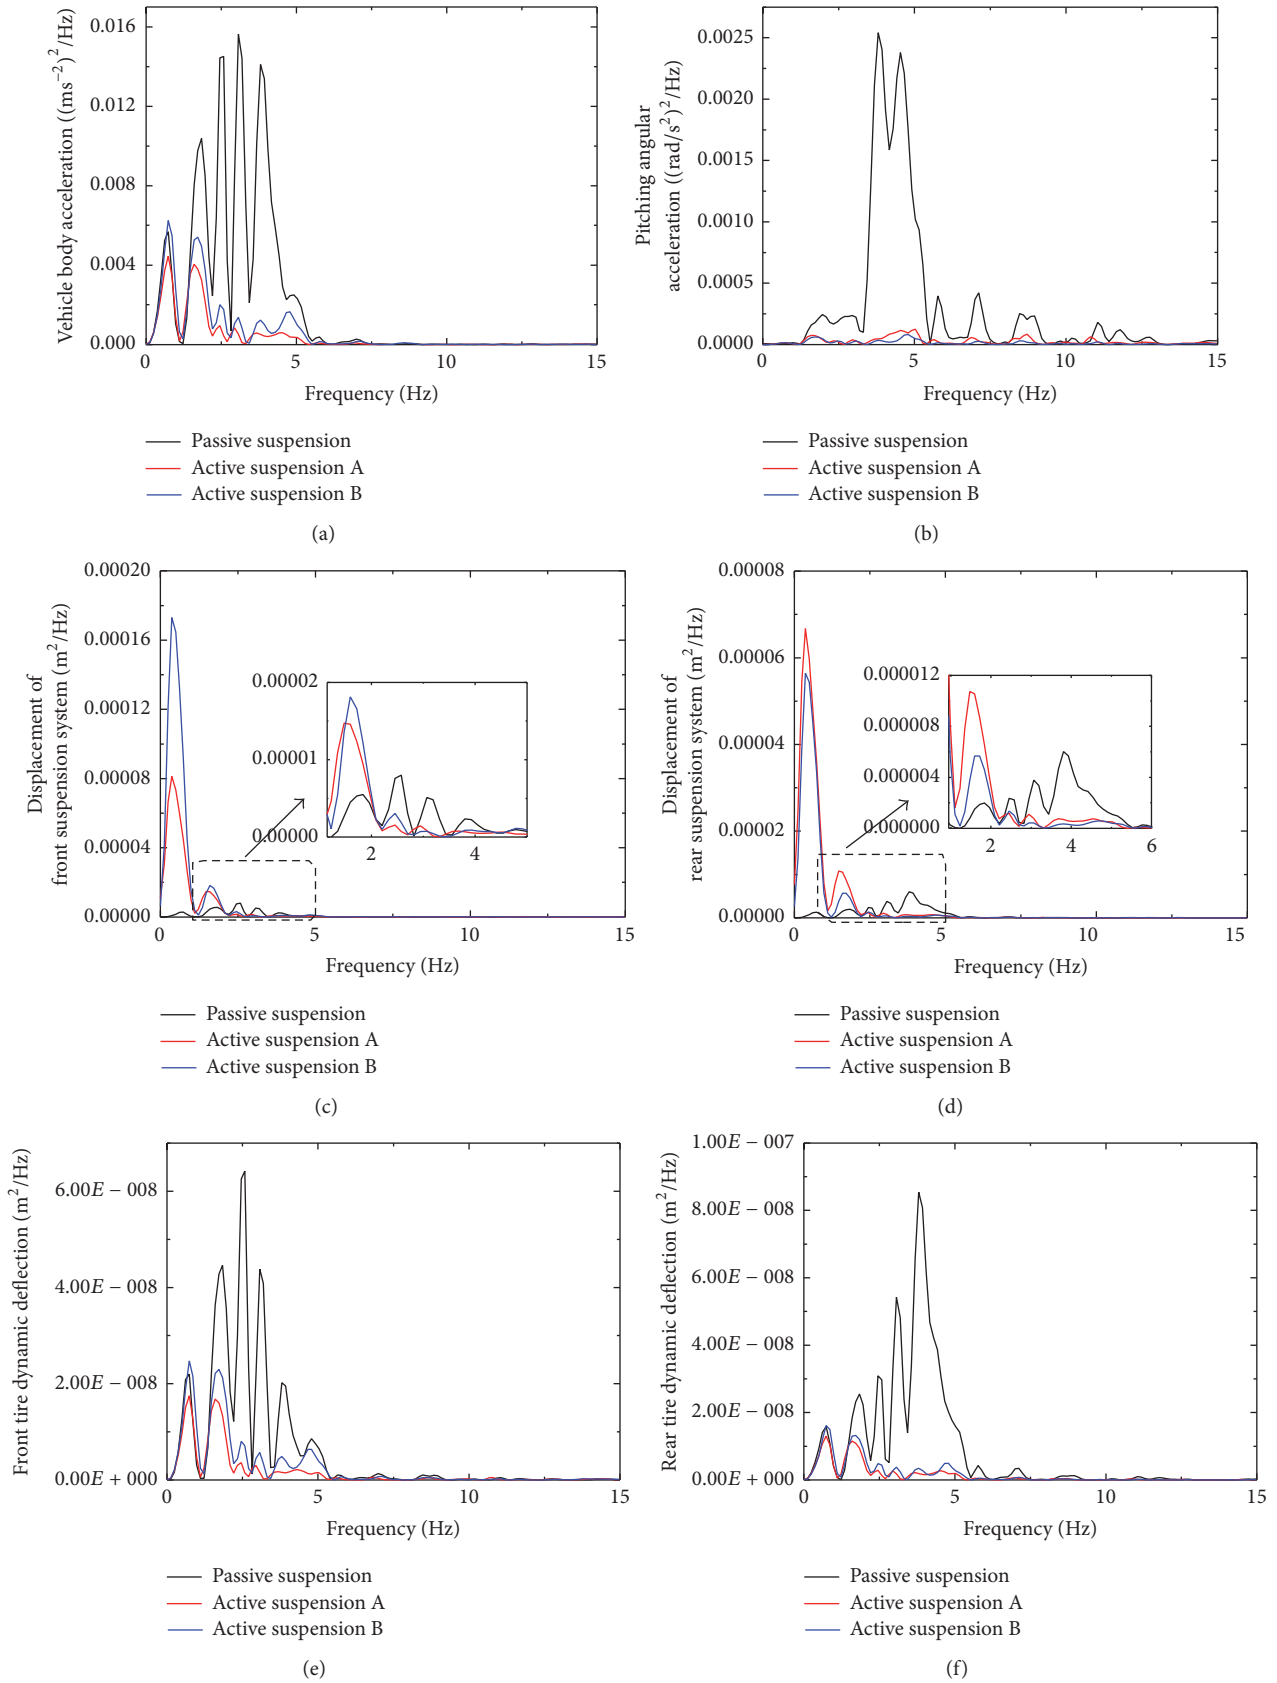 Vehicle body acceleration ((ms⁻²)²/Hz)
0.016
0.012
0.008
0.004
0.000
0 5 10 15
Frequency (Hz)
Passive suspension
Active suspension A
Active suspension B
(a)
Pitching angular
acceleration ((rad/s²)²/Hz)
0.0025
0.0020
0.0015
0.0010
0.0005
0.0000
0 5 10 15
Frequency (Hz)
Passive suspension
Active suspension A
Active suspension B
(b)
Displacement of
front suspension system (m²/Hz)
0.00020
0.00016
0.00012
0.00008
0.00004
0.00000
0.00002
0.00001
0.00000
2 4
0 5 10 15
Frequency (Hz)
Passive suspension
Active suspension A
Active suspension B
(c)
Displacement of
rear suspension system (m²/Hz)
0.00008
0.00006
0.00004
0.00002
0.00000
0.000012
0.000008
0.000004
0.000000
2 4 6
0 5 10 15
Frequency (Hz)
Passive suspension
Active suspension A
Active suspension B
(d)
Front tire dynamic deflection (m²/Hz)
6.00E − 008
4.00E − 008
2.00E − 008
0.00E + 000
0 5 10 15
Frequency (Hz)
Passive suspension
Active suspension A
Active suspension B
(e)
Rear tire dynamic deflection (m²/Hz)
1.00E − 007
8.00E − 008
6.00E − 008
4.00E − 008
2.00E − 008
0.00E + 000
0 5 10 15
Frequency (Hz)
Passive suspension
Active suspension A
Active suspension B
(f)